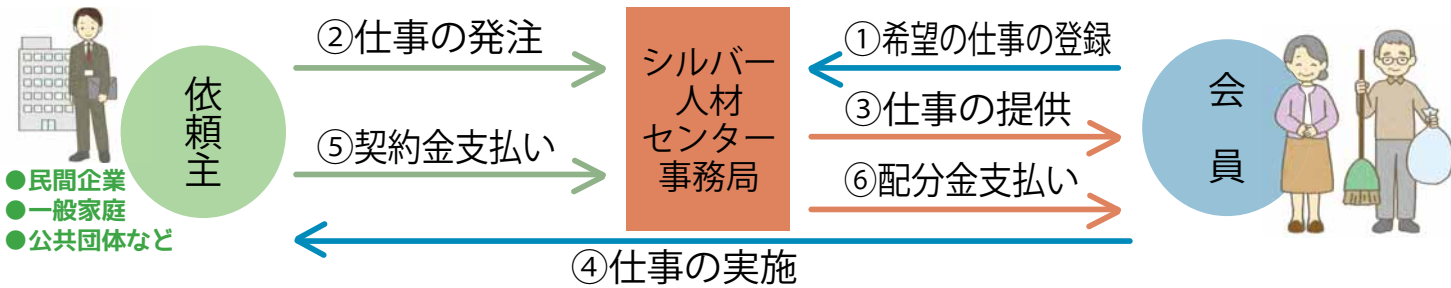 ②仕事の発注
⑤契約金支払い
依頼主
●民間企業
●一般家庭
●公共団体など
シルバー
人材
センター
事務局
①希望の仕事の登録
③仕事の提供
⑥配分金支払い
会員
④仕事の実施